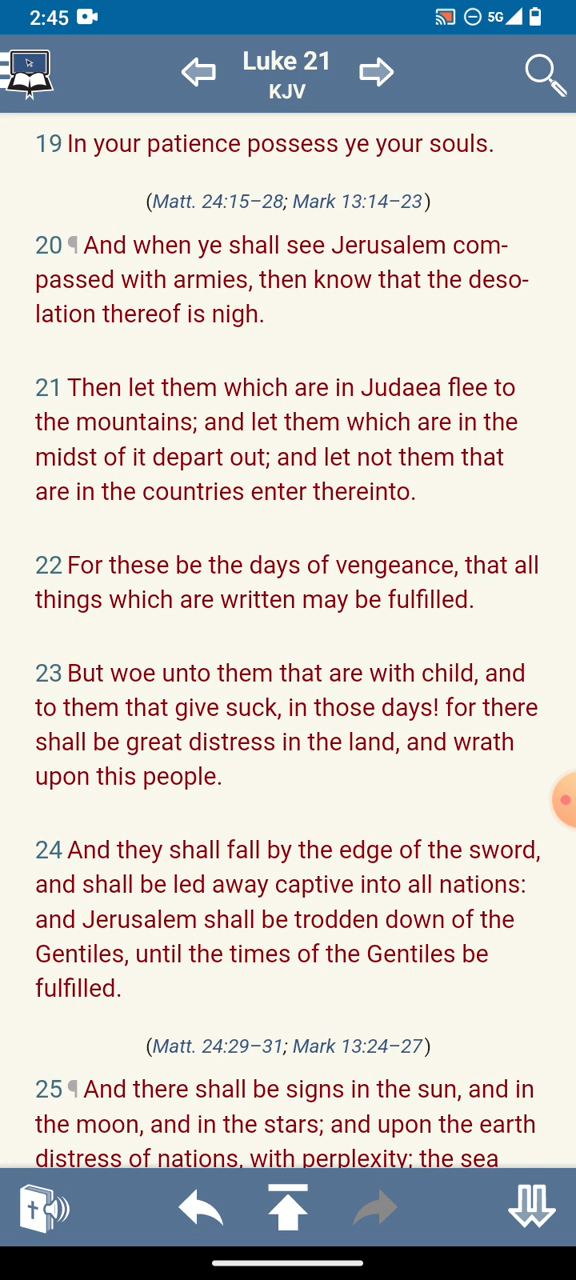 2:45 5G
Luke 21
KJV
19 In your patience possess ye your souls.
(Matt. 24:15–28; Mark 13:14–23)
20 ¶ And when ye shall see Jerusalem com-
passed with armies, then know that the deso-
lation thereof is nigh.
21 Then let them which are in Judaea flee to
the mountains; and let them which are in the
midst of it depart out; and let not them that
are in the countries enter thereinto.
22 For these be the days of vengeance, that all
things which are written may be fulfilled.
23 But woe unto them that are with child, and
to them that give suck, in those days! for there
shall be great distress in the land, and wrath
upon this people.
24 And they shall fall by the edge of the sword,
and shall be led away captive into all nations:
and Jerusalem shall be trodden down of the
Gentiles, until the times of the Gentiles be
fulfilled.
(Matt. 24:29–31; Mark 13:24–27)
25 ¶ And there shall be signs in the sun, and in
the moon, and in the stars; and upon the earth
distress of nations, with perplexity; the sea